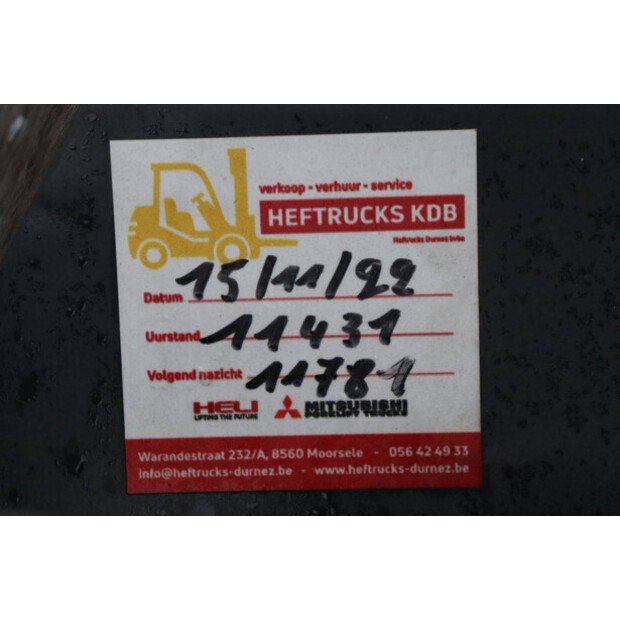 verkoop - verhuur - service
HEFTRUCKS KDB
Heftrucks Durnez bvba
Datum 15/11/22
Uurstand 11431
Volgend nazicht 11781
HELI
LIFTING THE FUTURE
MITSUBISHI
FORKLIFT TRUCKS
Warandestraat 232/A, 8560 Moorsele - 056 42 49 33
info@heftrucks-durnez.be - www.heftrucks-durnez.be